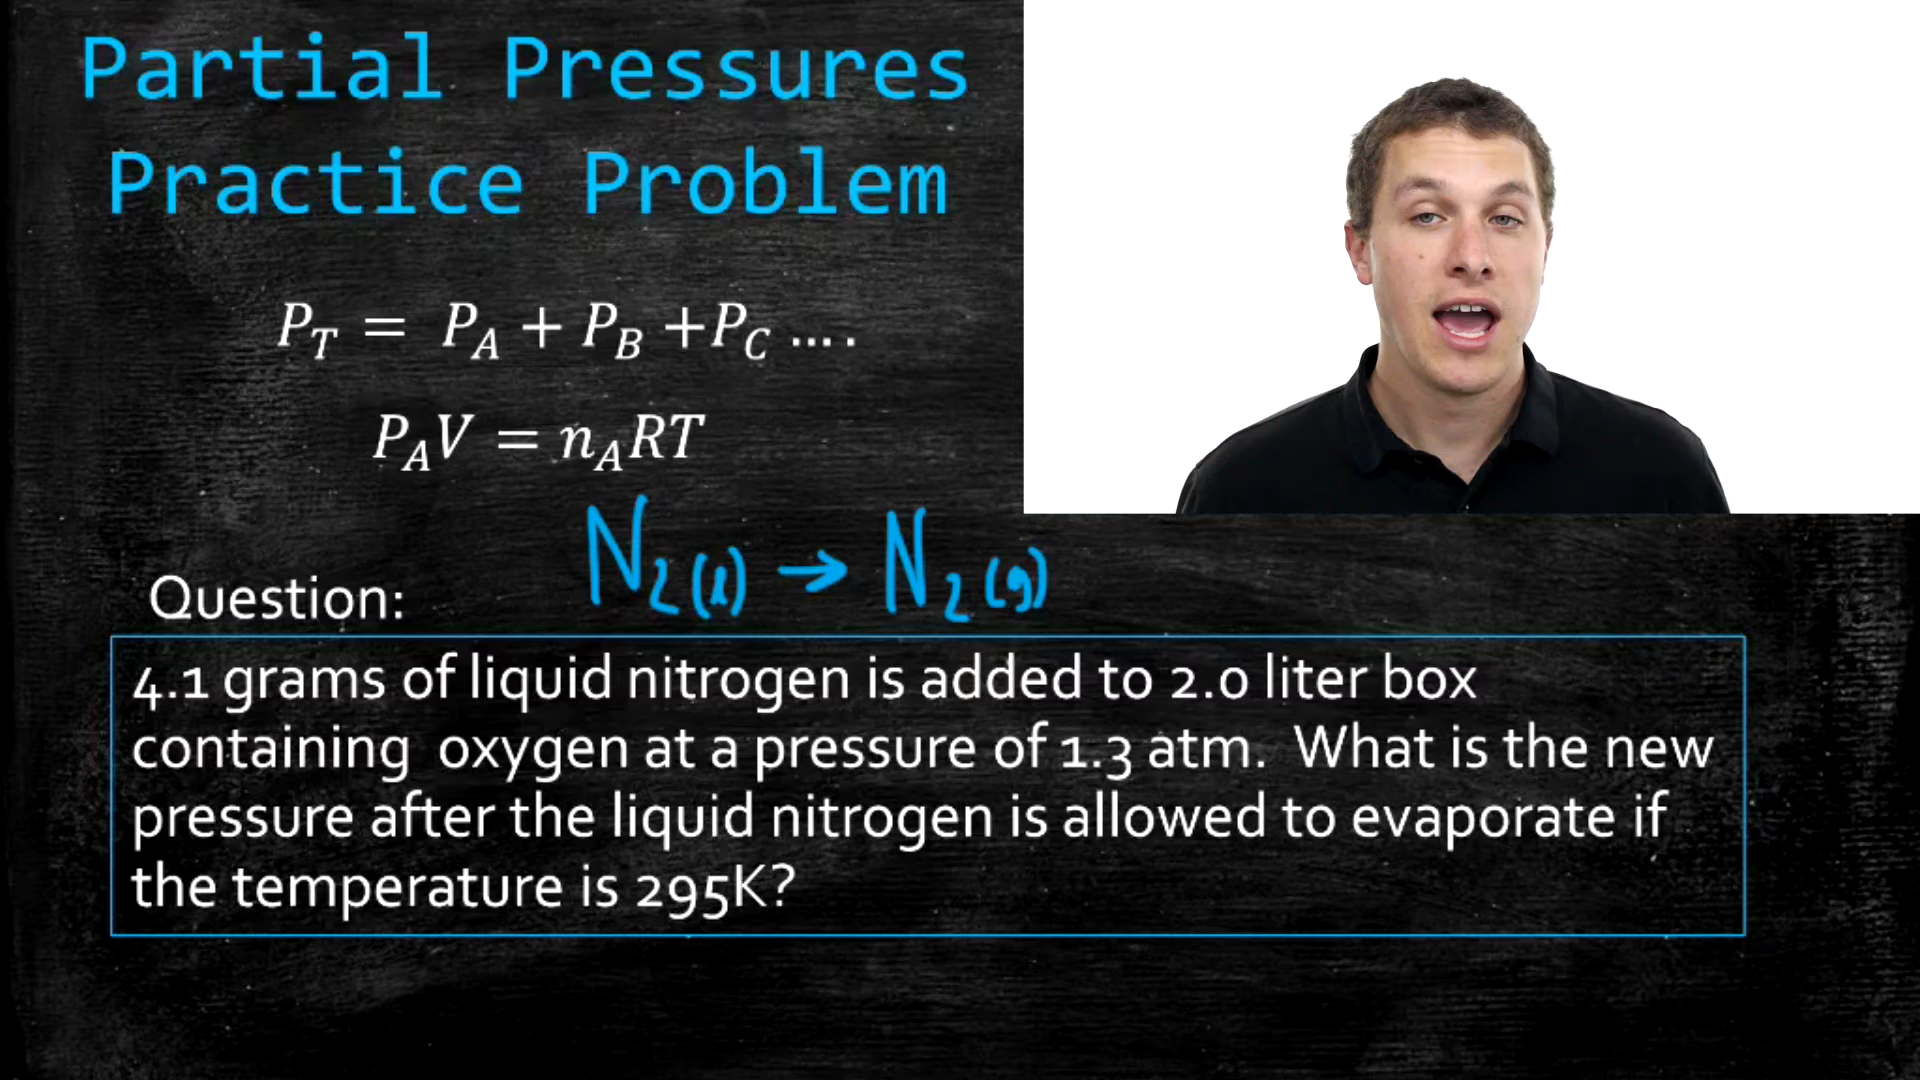 Partial Pressures
Practice Problem
P_T = P_A + P_B +P_C ... .
P_AV = n_ART
N₂(l) → N₂(g)
Question:
4.1 grams of liquid nitrogen is added to 2.0 liter box
containing oxygen at a pressure of 1.3 atm. What is the new
pressure after the liquid nitrogen is allowed to evaporate if
the temperature is 295K?